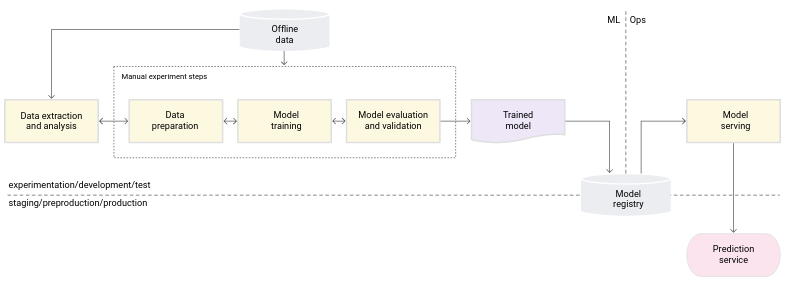 ML Ops
Offline
data
Manual experiment steps
Data extraction
and analysis
Data
preparation
Model
training
Model evaluation
and validation
Trained
model
Model
serving
experimentation/development/test
staging/preproduction/production
Model
registry
Prediction
service